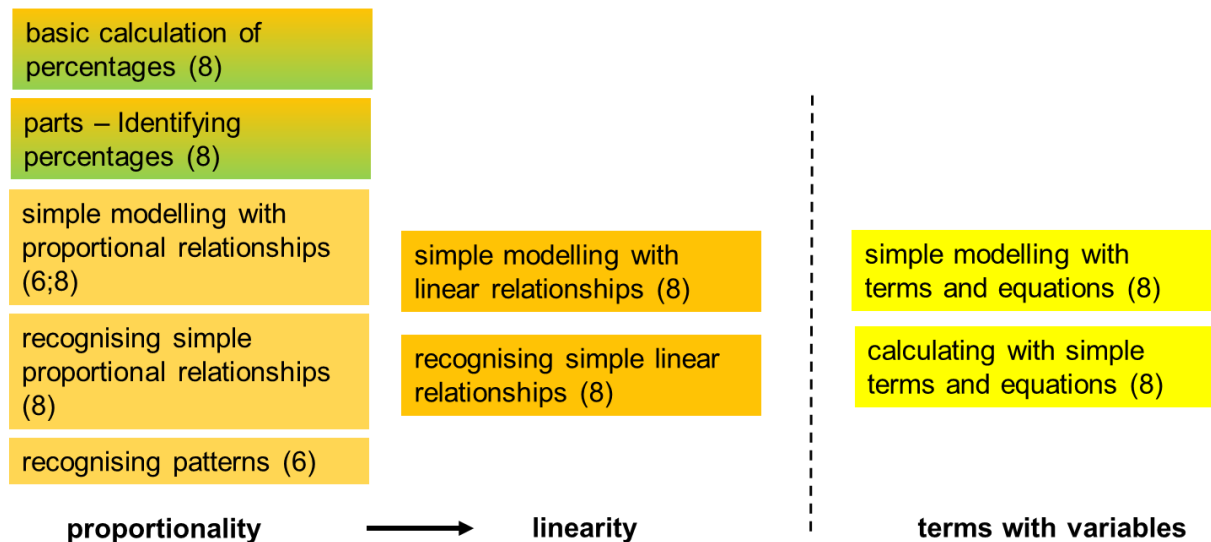 basic calculation of
percentages (8)
parts – Identifying
percentages (8)
simple modelling with
proportional relationships
(6;8)
recognising simple
proportional relationships
(8)
recognising patterns (6)
proportionality
simple modelling with
linear relationships (8)
recognising simple linear
relationships (8)
linearity
simple modelling with
terms and equations (8)
calculating with simple
terms and equations (8)
terms with variables